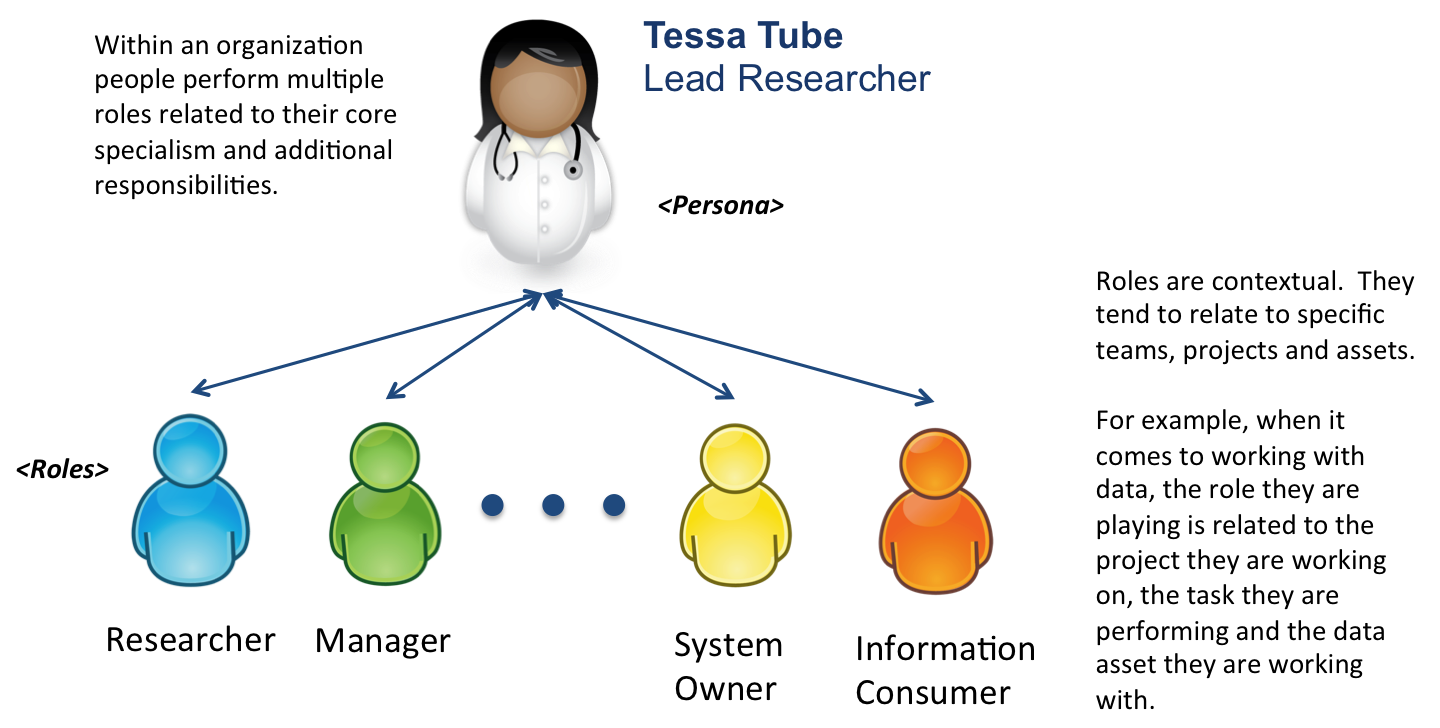 Within an organization
people perform multiple
roles related to their core
specialism and additional
responsibilities.
Tessa Tube
Lead Researcher
<Persona>
Roles are contextual.  They
tend to relate to specific
teams, projects and assets.
For example, when it
comes to working with
data, the role they are
playing is related to the
project they are working
on, the task they are
performing and the data
asset they are working
with.
<Roles>
Researcher
Manager
System
Owner
Information
Consumer